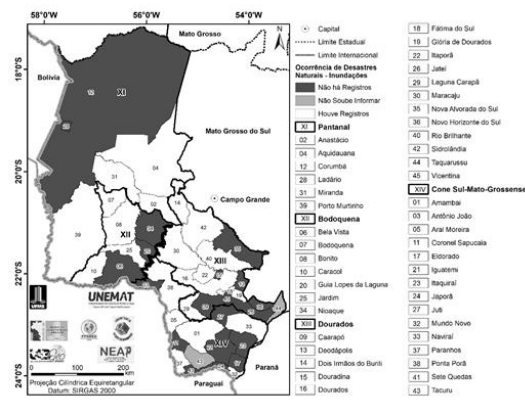 58°0'W 56°0'W 54°0'W
Mato Grosso
N
Bolívia
XI
Mato Grosso do Sul
Campo Grande
XII
XIII
XIV
18°0'S
20°0'S
22°0'S
24°0'S
UEMS
UNEMAT
NEAP
0 100 200
km
Projeção Cilíndrica Equiretangular
Datum: SIRGAS 2000
Paraguai
Paraná
Capital
Limite Estadual
Limite Internacional
Ocorrência de Desastres
Naturais - Inundações
Não há Registros
Não Soube Informar
Houve Registros
XI Pantanal
02 Anastácio
04 Aquidauana
12 Corumbá
28 Ladário
31 Miranda
39 Porto Murtinho
XII Bodoquena
06 Bela Vista
07 Bodoquena
08 Bonito
10 Caracol
20 Guia Lopes da Laguna
25 Jardim
34 Nioaque
XIII Dourados
09 Caarapó
13 Deodápolis
14 Dois Irmãos do Buriti
15 Douradina
16 Dourados
18 Fátima do Sul
19 Glória de Dourados
22 Itaporã
26 Jateí
29 Laguna Carapã
30 Maracaju
35 Nova Alvorada do Sul
36 Novo Horizonte do Sul
40 Rio Brilhante
42 Sidrolândia
44 Taquarussu
45 Vicentina
XIV Cone Sul-Mato-Grossense
01 Amambai
03 Antônio João
05 Aral Moreira
11 Coronel Sapucaia
17 Eldorado
21 Iguatemi
23 Itaquiraí
24 Japorã
27 Juti
32 Mundo Novo
33 Naviraí
37 Paranhos
38 Ponta Porã
41 Sete Quedas
43 Tacuru